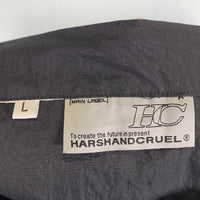 L
(MAIN LABEL)
HC
To create the future in present
HARSHANDCRUEL®